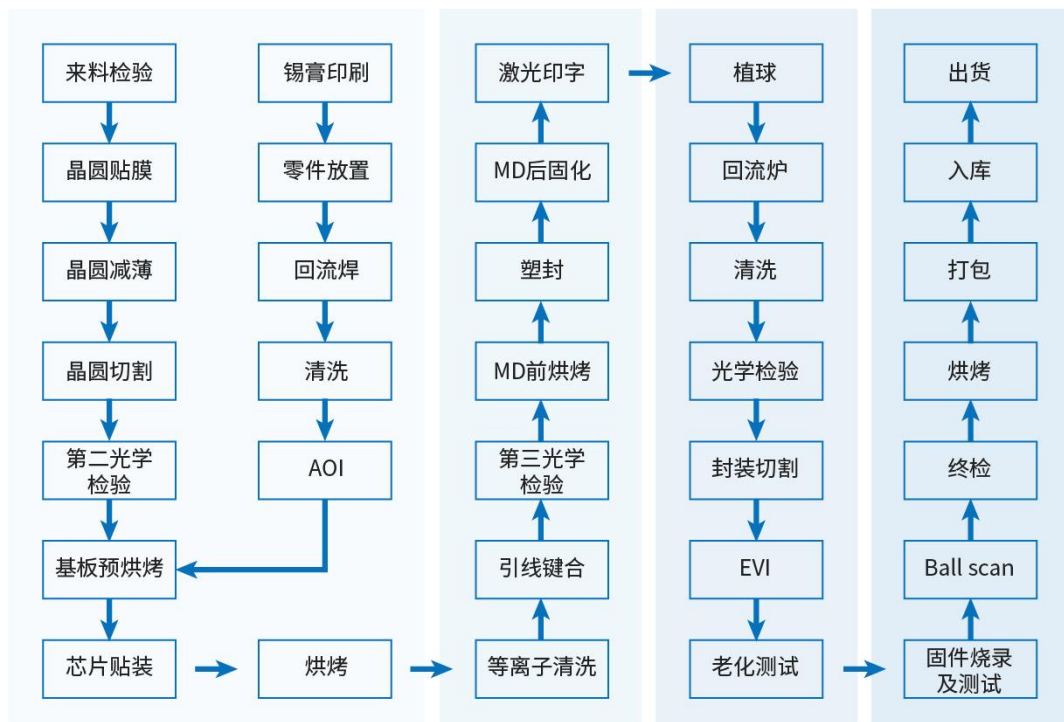 来料检验
晶圆贴膜
晶圆减薄
晶圆切割
第二光学
检验
基板预烘烤
芯片贴装
锡膏印刷
零件放置
回流焊
清洗
AOI
烘烤
激光印字
MD后固化
塑封
MD前烘烤
第三光学
检验
引线键合
等离子清洗
植球
回流炉
清洗
光学检验
封装切割
EVI
老化测试
出货
入库
打包
烘烤
终检
Ball scan
固件烧录
及测试